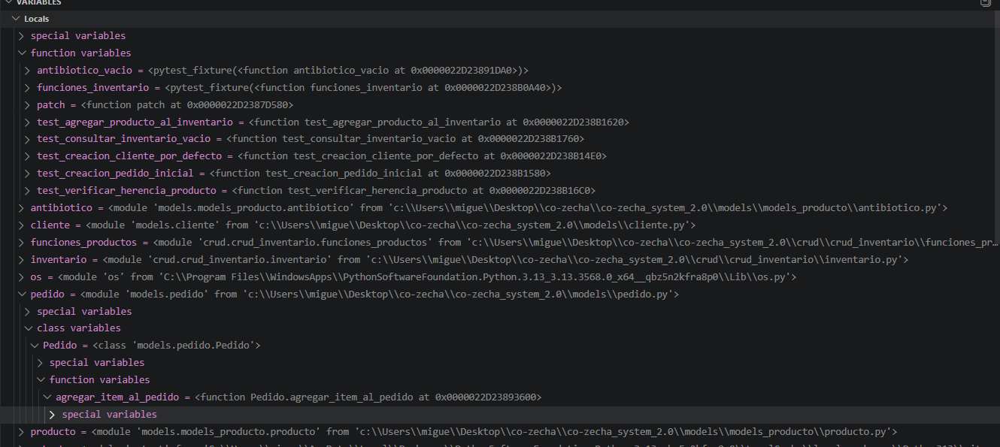 VARIABLES
Locals
special variables
function variables
antibiotico_vacio = <pytest_fixture(<function antibiotico_vacio at 0x0000022D23891DA0>)>
funciones_inventario = <pytest_fixture(<function funciones_inventario at 0x0000022D238B0A40>)>
patch = <function patch at 0x0000022D2387D580>
test_agregar_producto_al_inventario = <function test_agregar_producto_al_inventario at 0x0000022D238B1620>
test_consultar_inventario_vacio = <function test_consultar_inventario_vacio at 0x0000022D238B1760>
test_creacion_cliente_por_defecto = <function test_creacion_cliente_por_defecto at 0x0000022D238B14E0>
test_creacion_pedido_inicial = <function test_creacion_pedido_inicial at 0x0000022D238B1580>
test_verificar_herencia_producto = <function test_verificar_herencia_producto at 0x0000022D238B16C0>
antibiotico = <module 'models.models_producto.antibiotico' from 'c:\\Users\\migue\\Desktop\\co-zecha\\co-zecha_system_2.0\\models\\models_producto\\antibiotico.py'>
cliente = <module 'models.cliente' from 'c:\\Users\\migue\\Desktop\\co-zecha\\co-zecha_system_2.0\\models\\cliente.py'>
funciones_productos = <module 'crud.crud_inventario.funciones_productos' from 'c:\\Users\\migue\\Desktop\\co-zecha\\co-zecha_system_2.0\\crud\\crud_inventario\\funciones_pr...
inventario = <module 'crud.crud_inventario.inventario' from 'c:\\Users\\migue\\Desktop\\co-zecha\\co-zecha_system_2.0\\crud\\crud_inventario\\inventario.py'>
os = <module 'os' from 'C:\\Program Files\\WindowsApps\\PythonSoftwareFoundation.Python.3.13_3.13.3568.0_x64__qbz5n2kfra8p0\\Lib\\os.py'>
pedido = <module 'models.pedido' from 'c:\\Users\\migue\\Desktop\\co-zecha\\co-zecha_system_2.0\\models\\pedido.py'>
special variables
class variables
Pedido = <class 'models.pedido.Pedido'>
special variables
function variables
agregar_item_al_pedido = <function Pedido.agregar_item_al_pedido at 0x0000022D23893600>
special variables
producto = <module 'models.models_producto.producto' from 'c:\\Users\\migue\\Desktop\\co-zecha\\co-zecha_system_2.0\\models\\models_producto\\producto.py'>